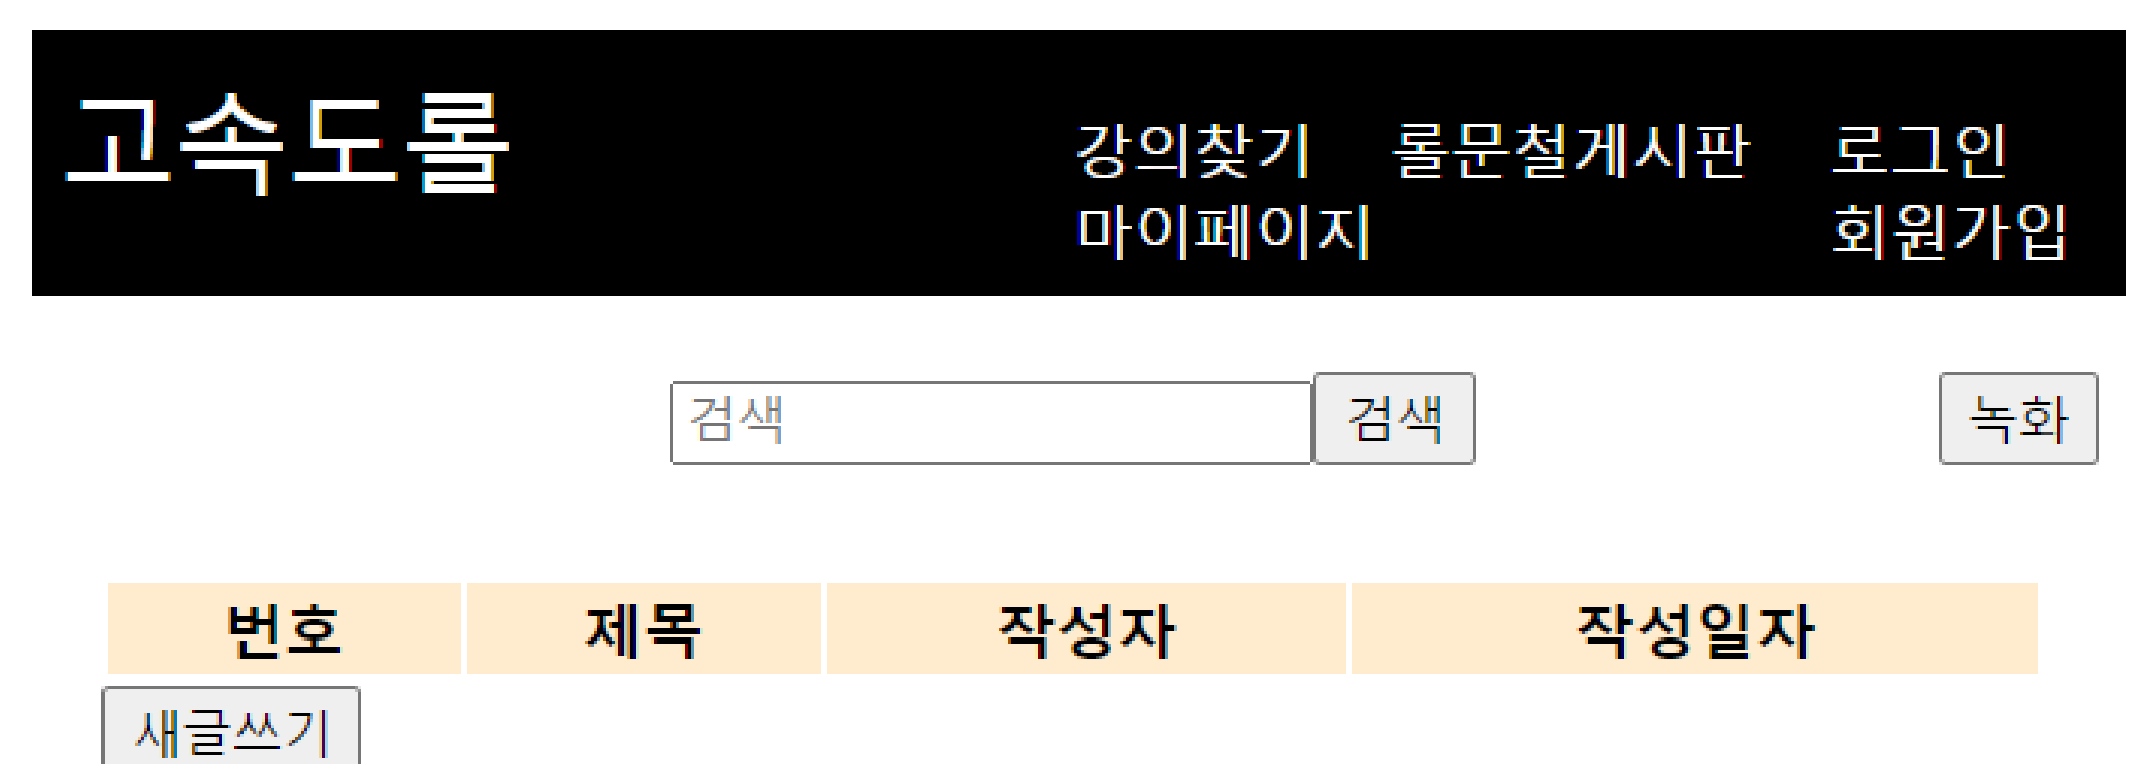 고속도롤
강의찾기 롤문철게시판 로그인
마이페이지 회원가입
검색 검색 녹화
번호 제목 작성자 작성일자
새글쓰기